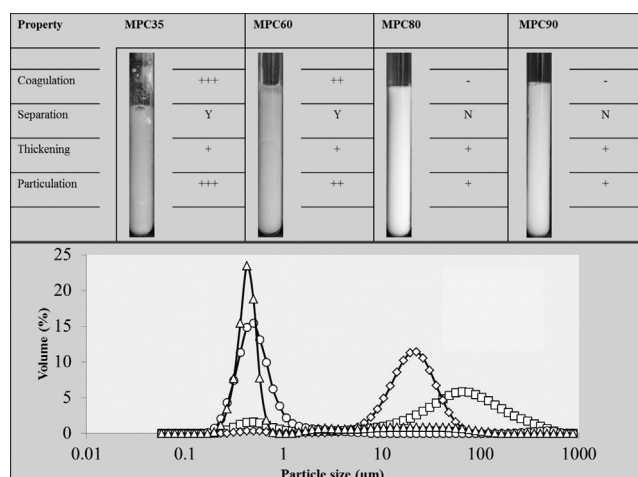 Property MPC35 MPC60 MPC80 MPC90
Coagulation +++ ++ - -
Separation Y Y N N
Thickening + + + +
Particulation +++ ++ + +
25
20
15
10
5
0
Volume (%)
0.01 0.1 1 10 100 1000
Particle size (µm)